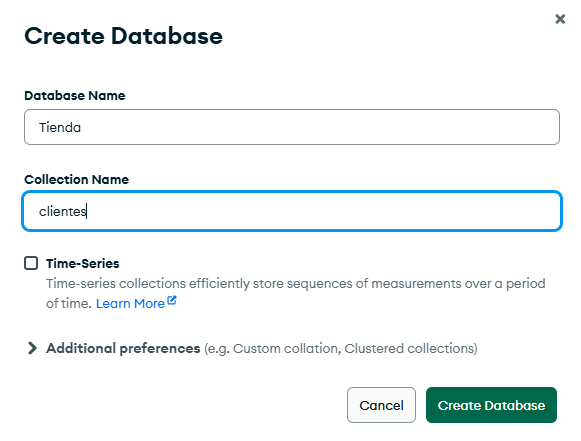 Create Database
Database Name
Tienda
Collection Name
clientes
Time-Series
Time-series collections efficiently store sequences of measurements over a period
of time. Learn More
Additional preferences (e.g. Custom collation, Clustered collections)
Cancel
Create Database